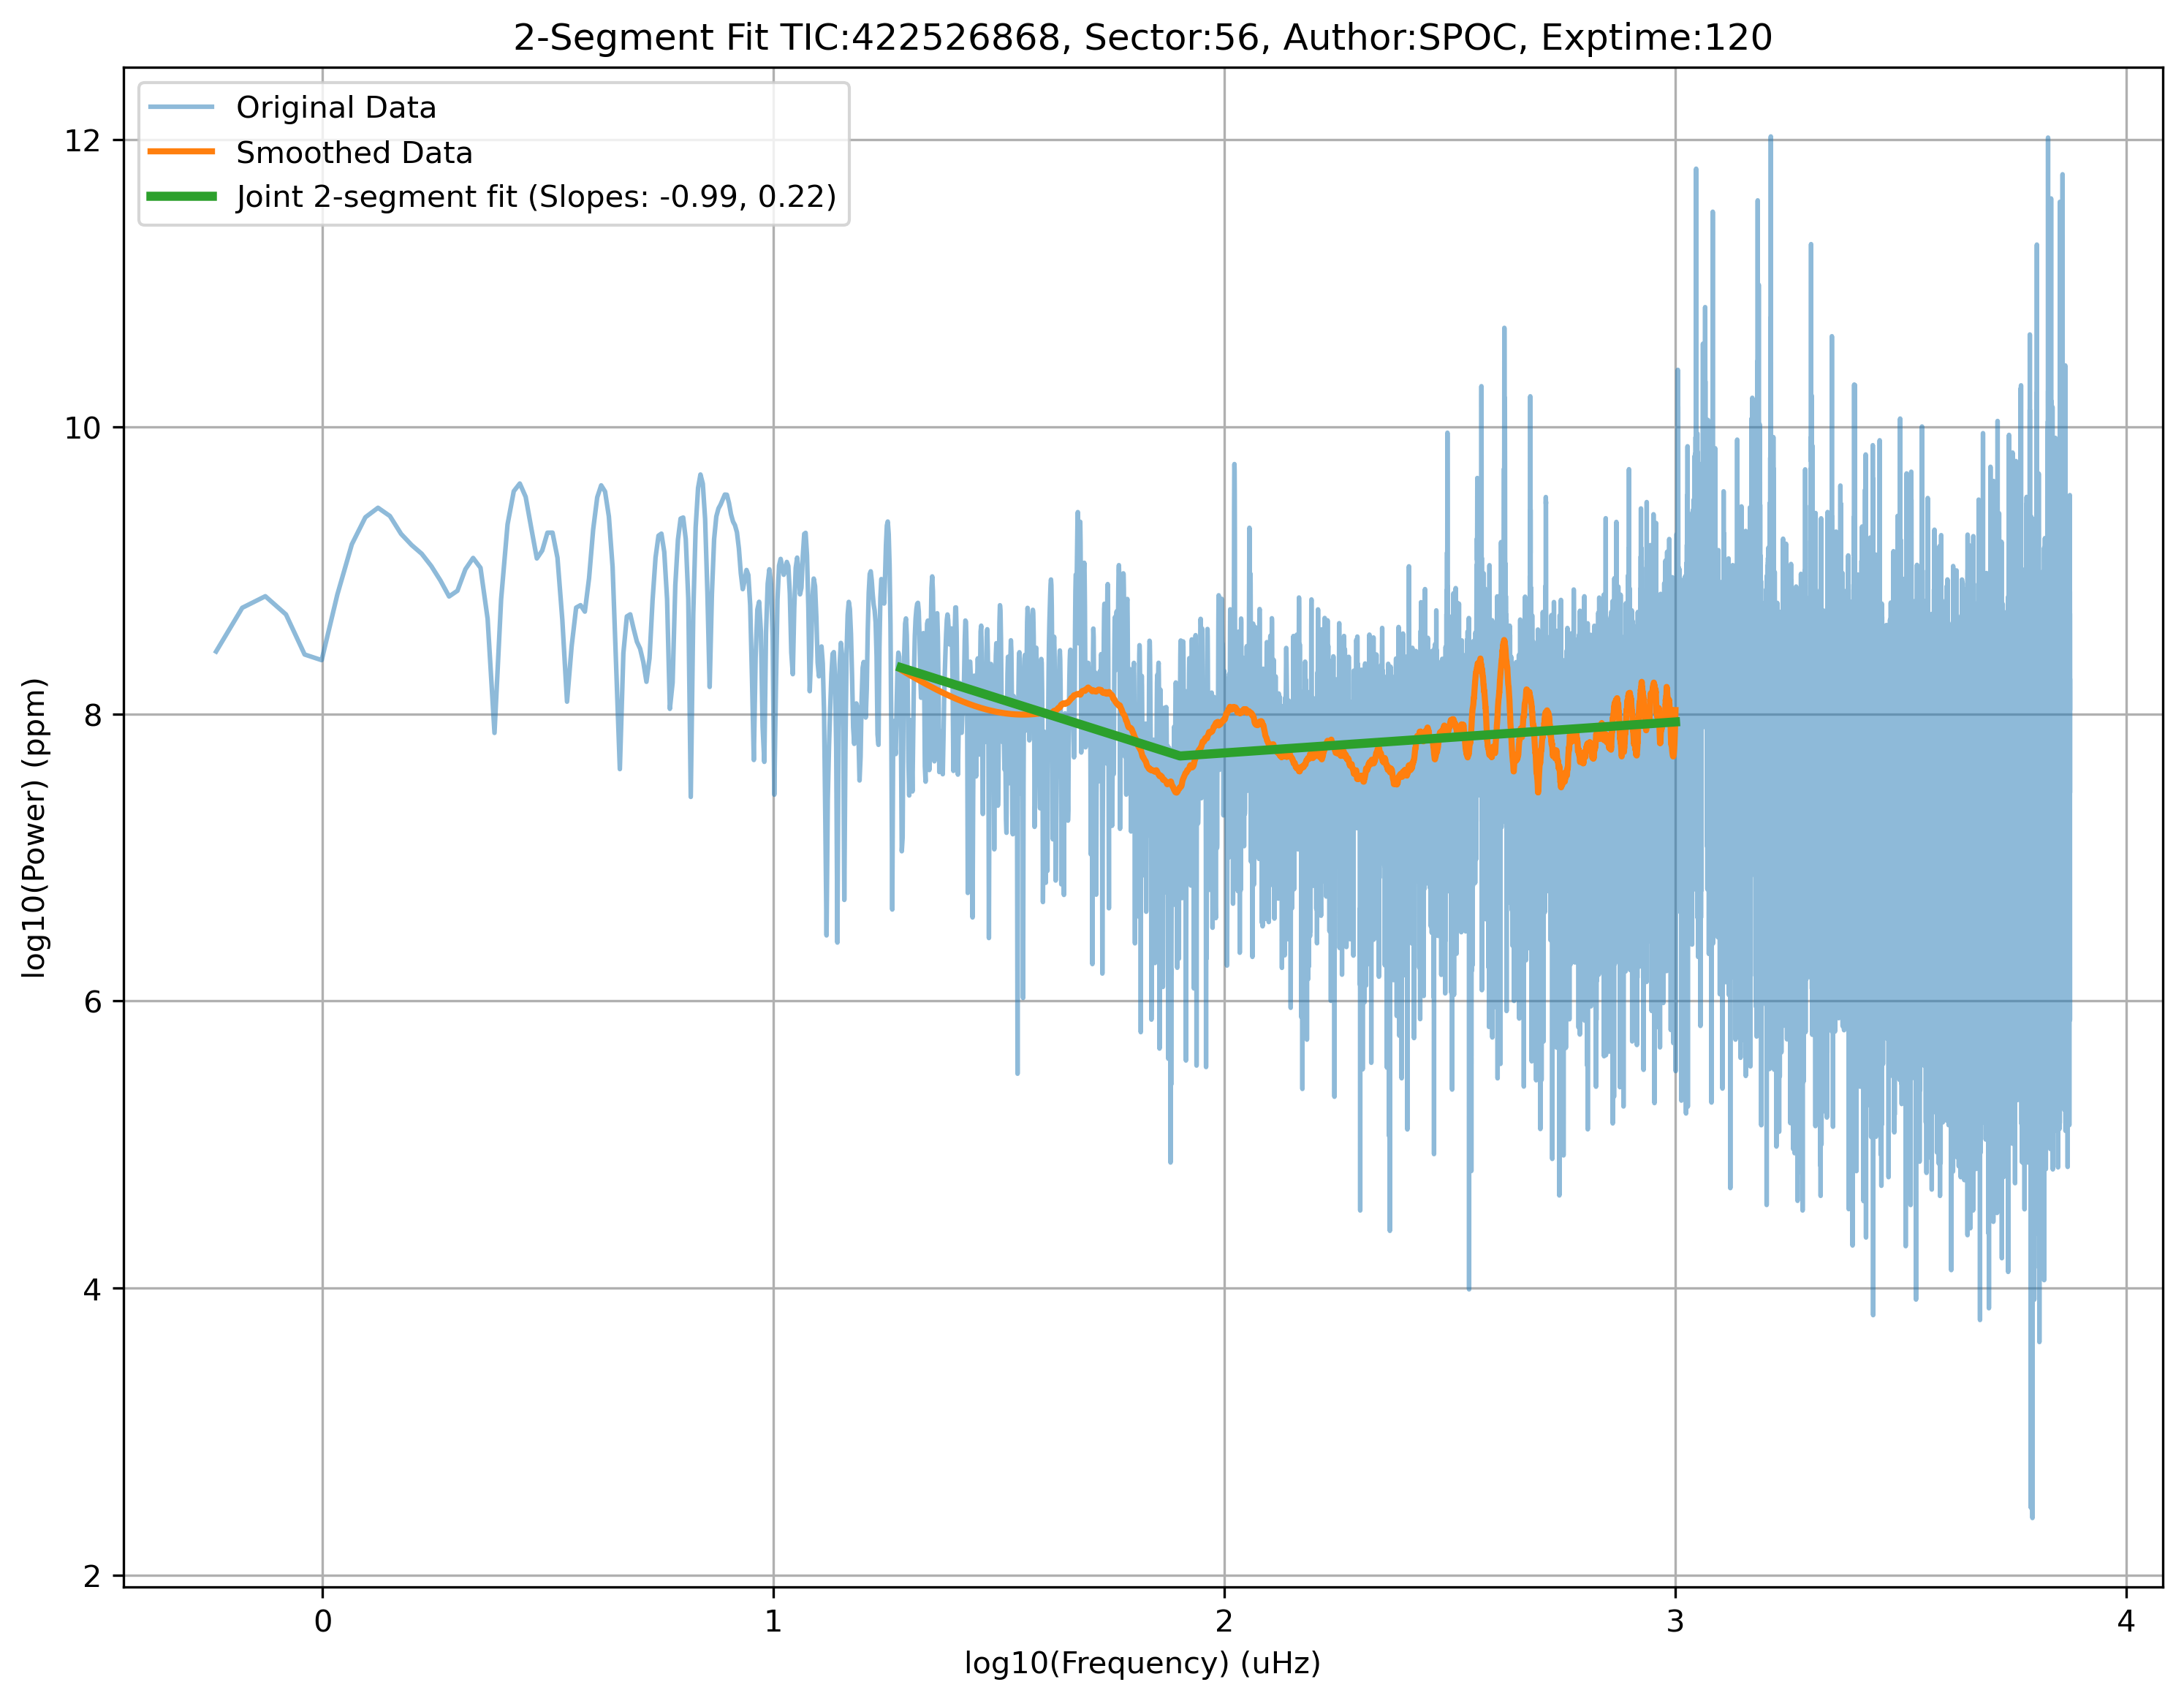 2-Segment Fit TIC:422526868, Sector:56, Author:SPOC, Exptime:120
Original Data
Smoothed Data
Joint 2-segment fit (Slopes: -0.99, 0.22)
12
10
8
6
4
2
log10(Power) (ppm)
0 1 2 3 4
log10(Frequency) (uHz)